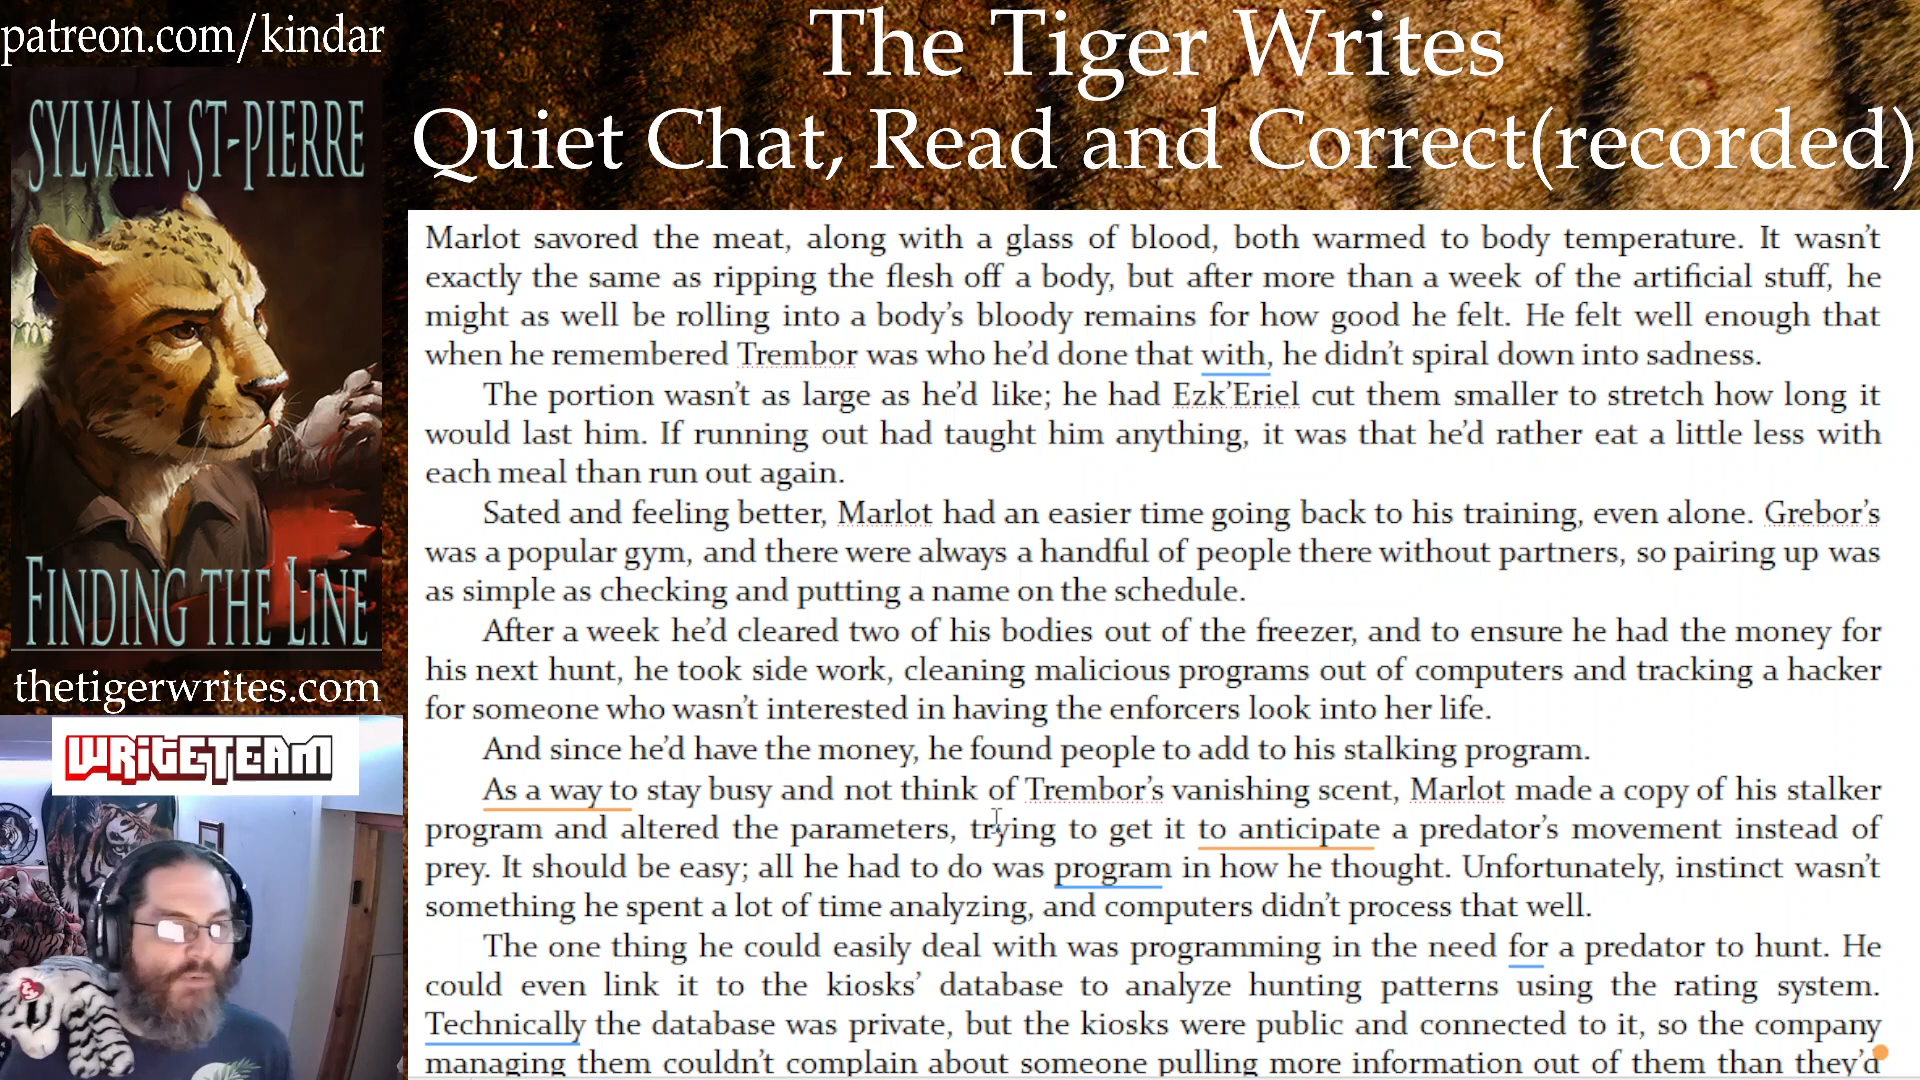 patreon.com/kindar
SYLVAIN ST-PIERRE
FINDING THE LINE
thetigerwrites.com
WRITETEAM
The Tiger Writes
Quiet Chat, Read and Correct(recorded)
Marlot savored the meat, along with a glass of blood, both warmed to body temperature. It wasn't
exactly the same as ripping the flesh off a body, but after more than a week of the artificial stuff, he
might as well be rolling into a body's bloody remains for how good he felt. He felt well enough that
when he remembered Trembor was who he'd done that with, he didn't spiral down into sadness.
The portion wasn't as large as he'd like; he had Ezk'Eriel cut them smaller to stretch how long it
would last him. If running out had taught him anything, it was that he'd rather eat a little less with
each meal than run out again.
Sated and feeling better, Marlot had an easier time going back to his training, even alone. Grebor's
was a popular gym, and there were always a handful of people there without partners, so pairing up was
as simple as checking and putting a name on the schedule.
After a week he'd cleared two of his bodies out of the freezer, and to ensure he had the money for
his next hunt, he took side work, cleaning malicious programs out of computers and tracking a hacker
for someone who wasn't interested in having the enforcers look into her life.
And since he'd have the money, he found people to add to his stalking program.
As a way to stay busy and not think of Trembor's vanishing scent, Marlot made a copy of his stalker
program and altered the parameters, trying to get it to anticipate a predator's movement instead of
prey. It should be easy; all he had to do was program in how he thought. Unfortunately, instinct wasn't
something he spent a lot of time analyzing, and computers didn't process that well.
The one thing he could easily deal with was programming in the need for a predator to hunt. He
could even link it to the kiosks' database to analyze hunting patterns using the rating system.
Technically the database was private, but the kiosks were public and connected to it, so the company
managing them couldn't complain about someone pulling more information out of them than they'd